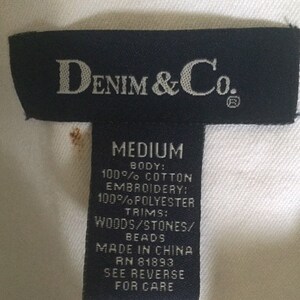 DENIM & CO.®
MEDIUM
BODY:
100% COTTON
EMBROIDERY:
100% POLYESTER
TRIMS:
WOODS/STONES/
BEADS
MADE IN CHINA
RN 81893
SEE REVERSE
FOR CARE